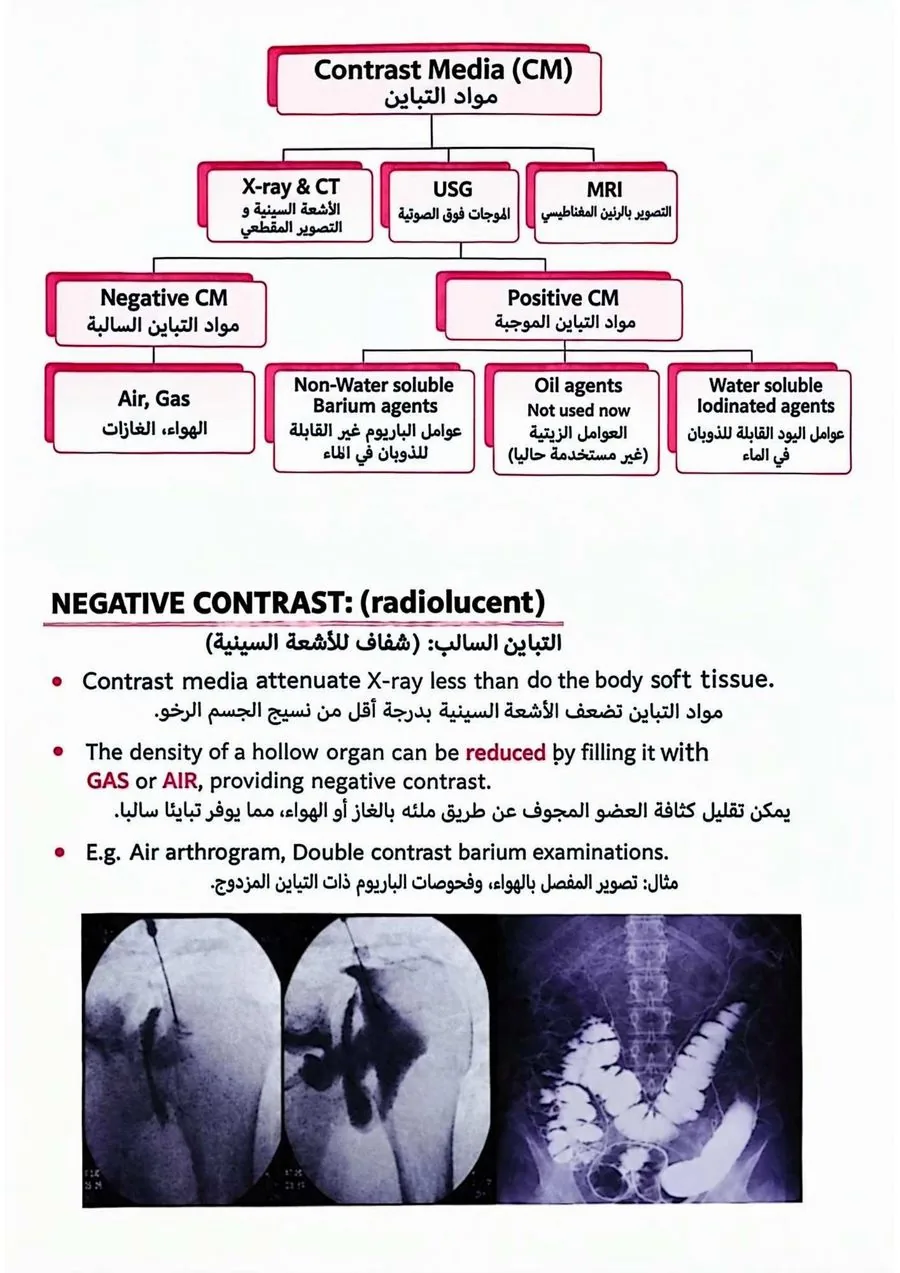 Contrast Media (CM)
مواد التباين
X-ray & CT
الأشعة السينية و
التصوير المقطعي
USG
الموجات فوق الصوتية
MRI
التصوير بالرنين المغناطيسي
Negative CM
مواد التباين السالبة
Positive CM
مواد التباين الموجبة
Air, Gas
الهواء، الغازات
Non-Water soluble
Barium agents
عوامل الباريوم غير القابلة
للذوبان في الماء
Oil agents
Not used now
العوامل الزيتية
(غير مستخدمة حاليا)
Water soluble
Iodinated agents
عوامل اليود القابلة للذوبان
في الماء
NEGATIVE CONTRAST: (radiolucent)
التباين السالب: (شفاف للأشعة السينية)
• Contrast media attenuate X-ray less than do the body soft tissue.
مواد التباين تضعف الأشعة السينية بدرجة أقل من نسيج الجسم الرخو.
• The density of a hollow organ can be reduced by filling it with
GAS or AIR, providing negative contrast.
يمكن تقليل كثافة العضو المجوف عن طريق ملئه بالغاز أو الهواء، مما يوفر تباينًا سالبا.
• E.g. Air arthrogram, Double contrast barium examinations.
مثال: تصوير المفصل بالهواء، وفحوصات الباريوم ذات التباين المزدوج.